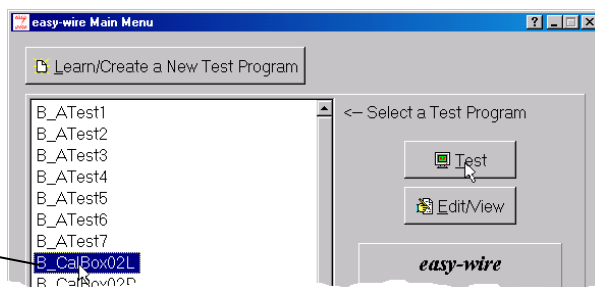 easy-wire Main Menu
Learn/Create a New Test Program
B_ATest1
B_ATest2
B_ATest3
B_ATest4
B_ATest5
B_ATest6
B_ATest7
B_CalBox02L
<-- Select a Test Program
Test
Edit/View
easy-wire